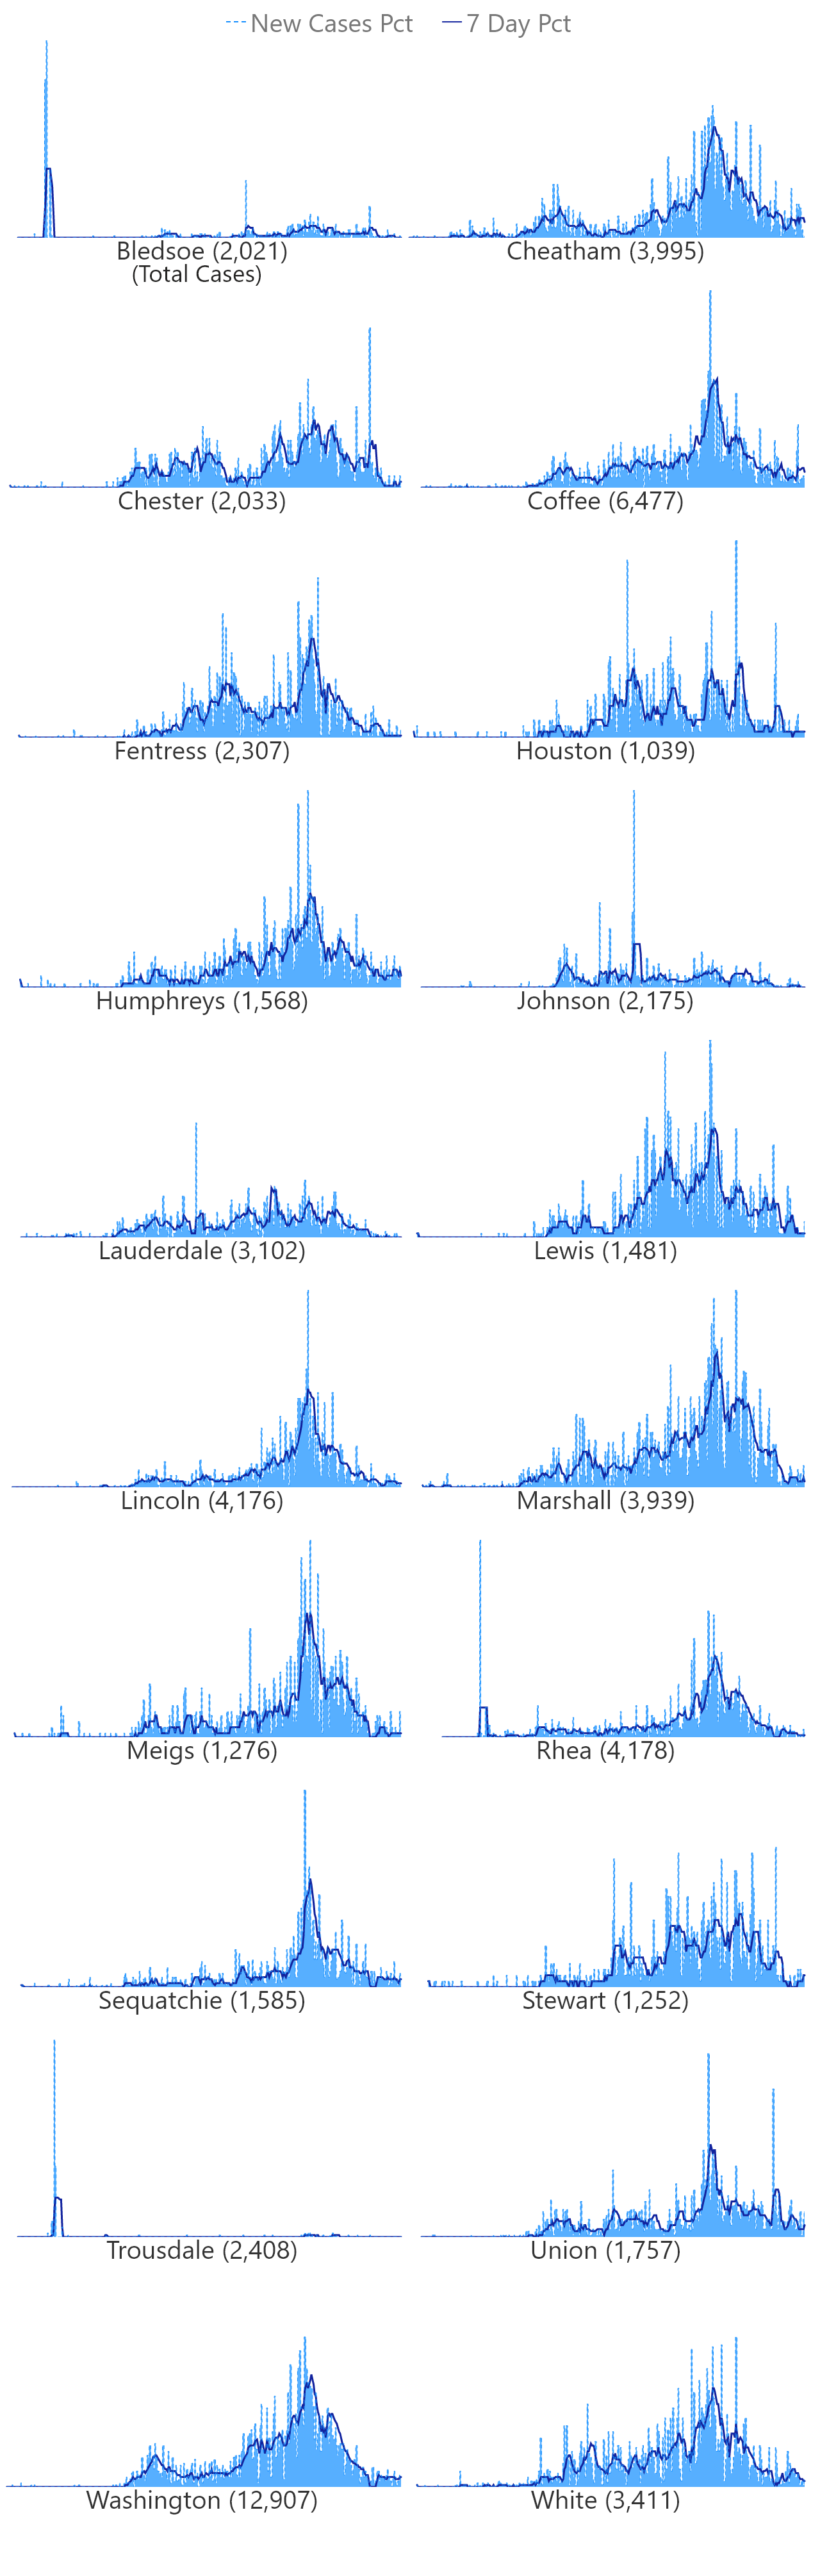 New Cases Pct 7 Day Pct
Bledsoe (2,021) Cheatham (3,995)
(Total Cases)
Chester (2,033) Coffee (6,477)
Fentress (2,307) Houston (1,039)
Humphreys (1,568) Johnson (2,175)
Lauderdale (3,102) Lewis (1,481)
Lincoln (4,176) Marshall (3,939)
Meigs (1,276) Rhea (4,178)
Sequatchie (1,585) Stewart (1,252)
Trousdale (2,408) Union (1,757)
Washington (12,907) White (3,411)